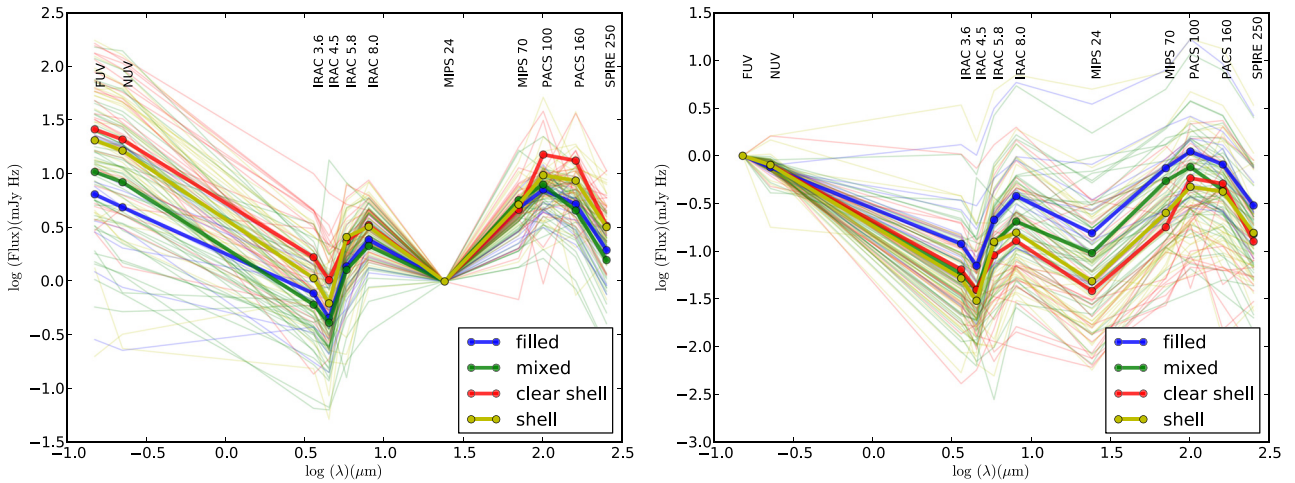 2.5
2.0
1.5
1.0
0.5
0.0
−0.5
−1.0
−1.5
log (Flux)(mJy Hz)
FUV
NUV
IRAC 3.6
IRAC 4.5
IRAC 5.8
IRAC 8.0
MIPS 24
MIPS 70
PACS 100
PACS 160
SPIRE 250
filled
mixed
clear shell
shell
−1.0 −0.5 0.0 0.5 1.0 1.5 2.0 2.5
log (λ)(μm)
1.5
1.0
0.5
0.0
−0.5
−1.0
−1.5
−2.0
−2.5
−3.0
log (Flux)(mJy Hz)
FUV
NUV
IRAC 3.6
IRAC 4.5
IRAC 5.8
IRAC 8.0
MIPS 24
MIPS 70
PACS 100
PACS 160
SPIRE 250
filled
mixed
clear shell
shell
−1.0 −0.5 0.0 0.5 1.0 1.5 2.0 2.5
log (λ)(μm)